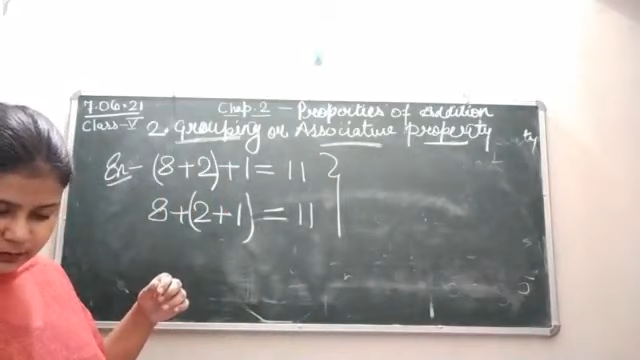 7.06.21 Chap. 2 - Properties of addition
Class-V 2. grouping or Associative property
Ex- (8+2)+1 = 11
8+(2+1) = 11